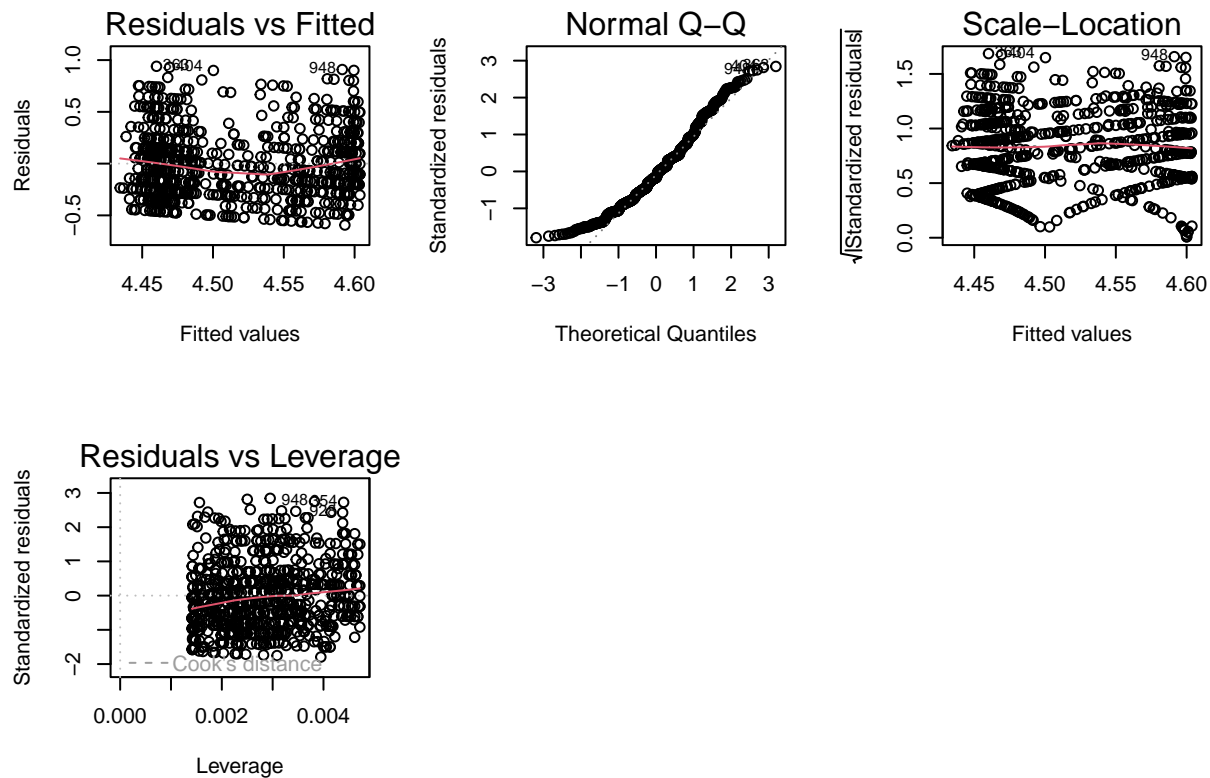 Residuals vs Fitted
Residuals
1.0
0.5
−0.5
404
948
4.45 4.50 4.55 4.60
Fitted values
Normal Q−Q
Standardized residuals
3
2
1
0
−1
−3 −1 0 1 2 3
Theoretical Quantiles
Scale−Location
√|Standardized residuals|
1.5
1.0
0.5
0.0
948
4.45 4.50 4.55 4.60
Fitted values
Residuals vs Leverage
Standardized residuals
3
2
1
0
−2
948 354
Cook's distance
0.000 0.002 0.004
Leverage